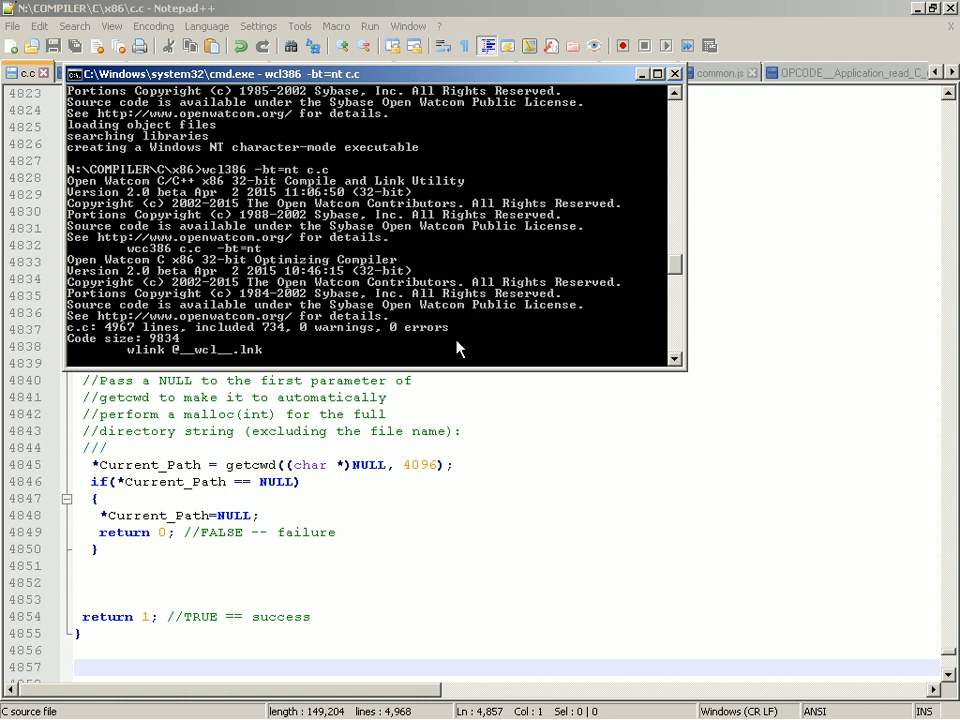 N:\COMPILER\C\x86\c.c - Notepad++
File Edit Search View Encoding Language Settings Tools Macro Run Window ?
X
c.c
common.js
OPCODE__Application_read_C_
C:\Windows\system32\cmd.exe - wcl386 -bt=nt c.c
Portions Copyright (c) 1985-2002 Sybase, Inc. All Rights Reserved.
Source code is available under the Sybase Open Watcom Public License.
See http://www.openwatcom.org/ for details.
loading object files
searching libraries
creating a Windows NT character-mode executable
N:\COMPILER\C\x86>wcl386 -bt=nt c.c
Open Watcom C/C++ x86 32-bit Compile and Link Utility
Version 2.0 beta Apr  2 2015 11:06:50 (32-bit)
Copyright (c) 2002-2015 The Open Watcom Contributors. All Rights Reserved.
Portions Copyright (c) 1988-2002 Sybase, Inc. All Rights Reserved.
Source code is available under the Sybase Open Watcom Public License.
See http://www.openwatcom.org/ for details.
wcc386 c.c  -bt=nt
Open Watcom C x86 32-bit Optimizing Compiler
Version 2.0 beta Apr  2 2015 10:46:15 (32-bit)
Copyright (c) 2002-2015 The Open Watcom Contributors. All Rights Reserved.
Portions Copyright (c) 1984-2002 Sybase, Inc. All Rights Reserved.
Source code is available under the Sybase Open Watcom Public License.
See http://www.openwatcom.org/ for details.
c.c: 4967 lines, included 734, 0 warnings, 0 errors
Code size: 9834
wlink @__wcl__.lnk
4823
4824
4825
4826
4827
4828
4829
4830
4831
4832
4833
4834
4835
4836
4837
4838
4839
4840 //Pass a NULL to the first parameter of
4841 //getcwd to make it to automatically
4842 //perform a malloc(int) for the full
4843 //directory string (excluding the file name):
4844 ///
4845 *Current_Path = getcwd((char *)NULL, 4096);
4846 if(*Current_Path == NULL)
4847 {
4848 *Current_Path=NULL;
4849 return 0; //FALSE -- failure
4850 }
4851
4852
4853
4854 return 1; //TRUE == success
4855 }
4856
4857
C source file length : 149,204 lines : 4,968 Ln : 4,857 Col : 1 Sel : 0 | 0 Windows (CR LF) ANSI INS